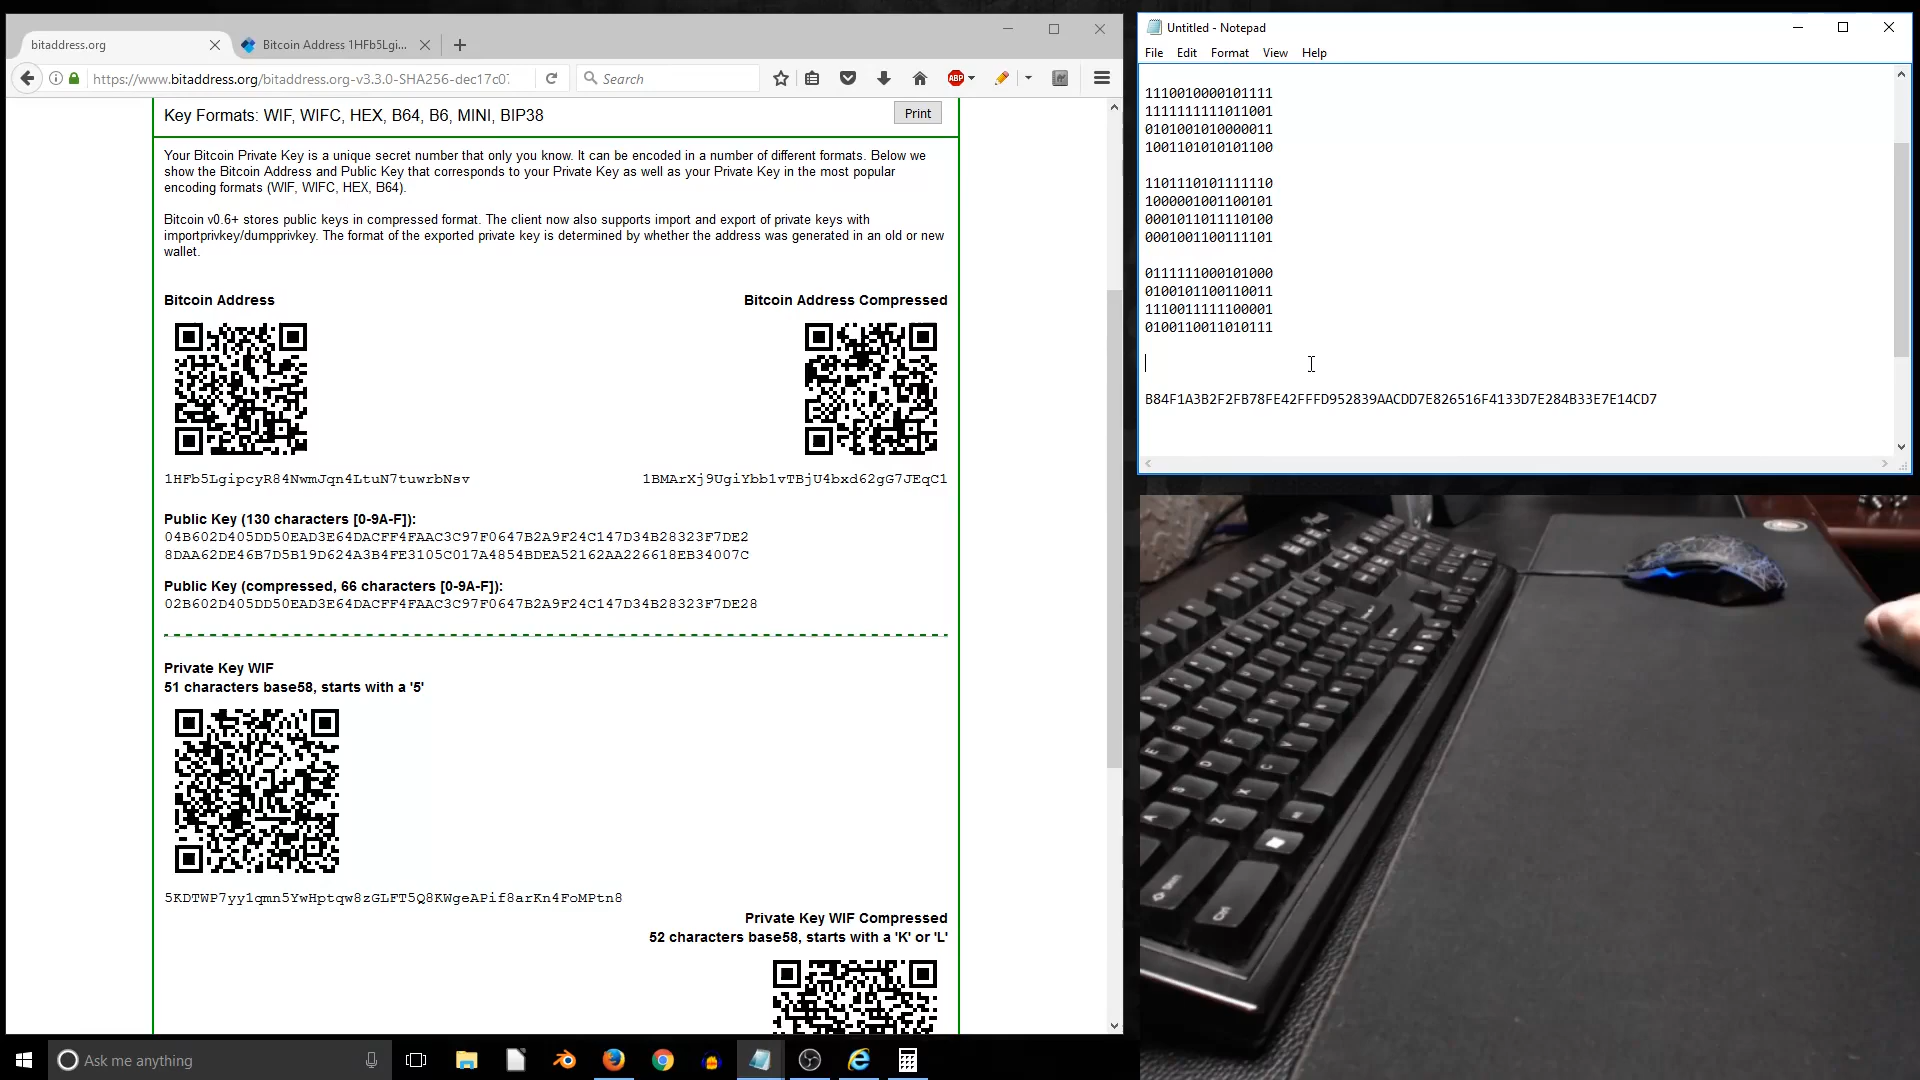 bitaddress.org
Bitcoin Address 1HFb5Lgi...
https://www.bitaddress.org/bitaddress.org-v3.3.0-SHA256-dec17c07
Search
ABP
Key Formats: WIF, WIFC, HEX, B64, B6, MINI, BIP38
Print
Your Bitcoin Private Key is a unique secret number that only you know. It can be encoded in a number of different formats. Below we
show the Bitcoin Address and Public Key that corresponds to your Private Key as well as your Private Key in the most popular
encoding formats (WIF, WIFC, HEX, B64).
Bitcoin v0.6+ stores public keys in compressed format. The client now also supports import and export of private keys with
importprivkey/dumpprivkey. The format of the exported private key is determined by whether the address was generated in an old or new
wallet.
Bitcoin Address
Bitcoin Address Compressed
1HFb5LgipcyR84NwmJqn4LtuN7tuwrbNsv
1BMArXj9UgiYbb1vTBjU4bxd62gG7JEqC1
Public Key (130 characters [0-9A-F]):
04B602D405DD50EAD3E64DACFF4FAAC3C97F0647B2A9F24C147D34B28323F7DE2
8DAA62DE46B7D5B19D624A3B4FE3105C017A4854BDEA52162AA226618EB34007C
Public Key (compressed, 66 characters [0-9A-F]):
02B602D405DD50EAD3E64DACFF4FAAC3C97F0647B2A9F24C147D34B28323F7DE28
Private Key WIF
51 characters base58, starts with a '5'
5KDTWP7yy1qmn5YwHptqw8zGLFT5Q8KWgeAPif8arKn4FoMPtn8
Private Key WIF Compressed
52 characters base58, starts with a 'K' or 'L'
Untitled - Notepad
File Edit Format View Help
1110010000101111
1111111111011001
0101001010000011
1001101010101100
1101110101111110
1000001001100101
0001011011110100
0001001100111101
0111111000101000
0100101100110011
1110011111100001
0100110011010111
B84F1A3B2F2FB78FE42FFFD952839AACDD7E826516F4133D7E284B33E7E14CD7
Ask me anything